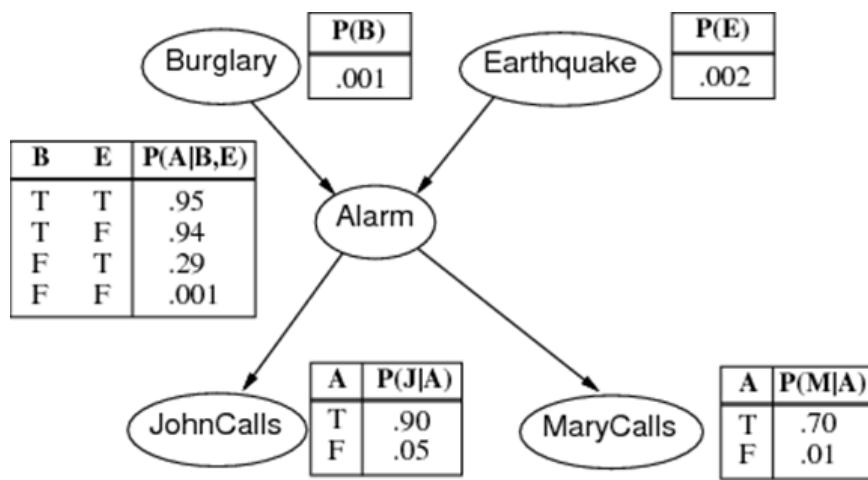 Burglary
P(B)
.001
Earthquake
P(E)
.002
B E P(A|B,E)
T T .95
T F .94
F T .29
F F .001
Alarm
JohnCalls
A P(J|A)
T .90
F .05
MaryCalls
A P(M|A)
T .70
F .01